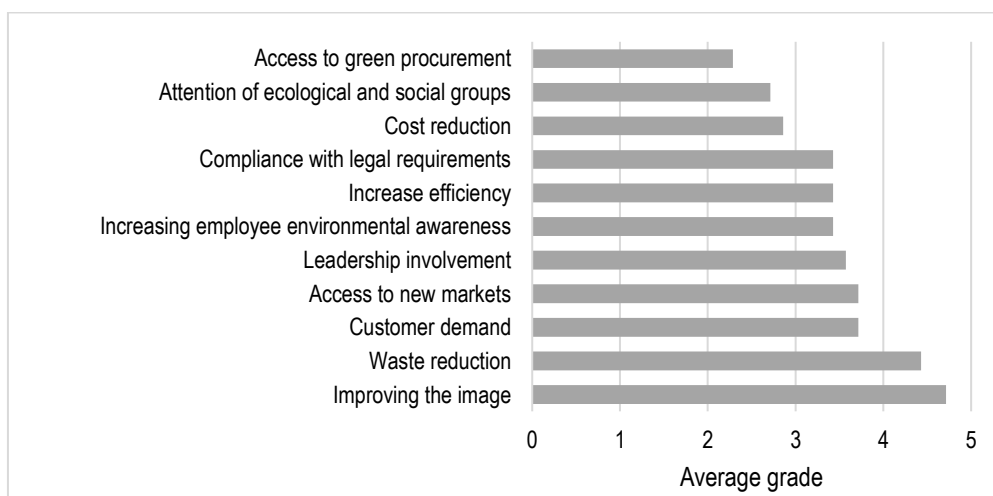 Access to green procurement
Attention of ecological and social groups
Cost reduction
Compliance with legal requirements
Increase efficiency
Increasing employee environmental awareness
Leadership involvement
Access to new markets
Customer demand
Waste reduction
Improving the image
0 1 2 3 4 5
Average grade